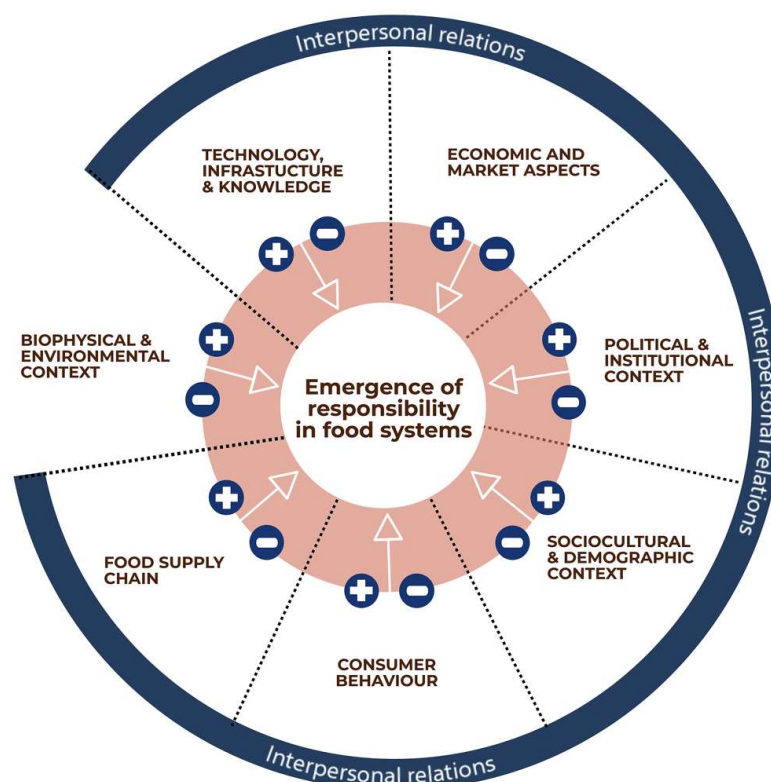 Interpersonal relations
TECHNOLOGY,
INFRASTUCTURE
& KNOWLEDGE
ECONOMIC AND
MARKET ASPECTS
BIOPHYSICAL &
ENVIRONMENTAL
CONTEXT
Emergence of
responsibility
in food systems
POLITICAL &
INSTITUTIONAL
CONTEXT
Interpersonal relations
FOOD SUPPLY
CHAIN
SOCIOCULTURAL
& DEMOGRAPHIC
CONTEXT
CONSUMER
BEHAVIOUR
Interpersonal relations